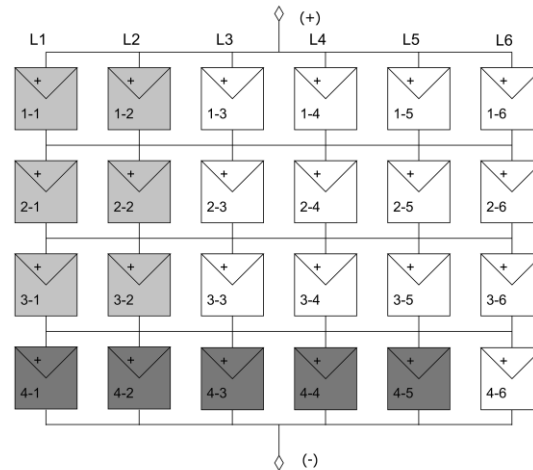 (+)
L1 L2 L3 L4 L5 L6
+ + + + + +
1-1 1-2 1-3 1-4 1-5 1-6
+ + + + + +
2-1 2-2 2-3 2-4 2-5 2-6
+ + + + + +
3-1 3-2 3-3 3-4 3-5 3-6
+ + + + + +
4-1 4-2 4-3 4-4 4-5 4-6
(-)